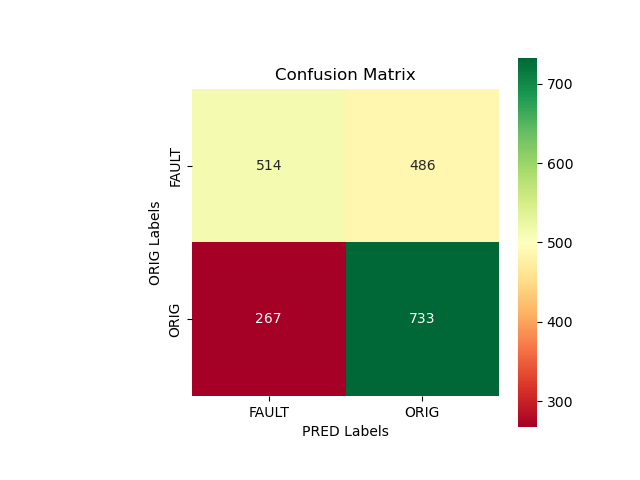 Confusion Matrix
ORIG Labels
FAULT
514 486
ORIG
267 733
FAULT ORIG
PRED Labels
700
600
500
400
300